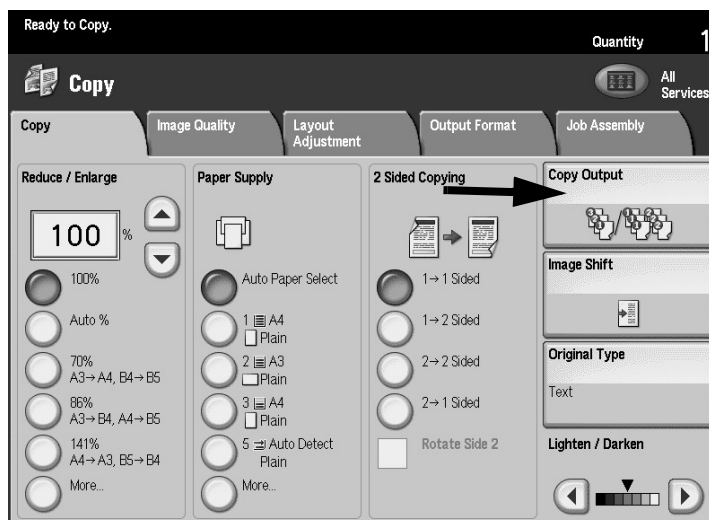 Ready to Copy.
Quantity 1
Copy
All
Services
Copy
Image Quality
Layout
Adjustment
Output Format
Job Assembly
Reduce / Enlarge
100 %
100%
Auto %
70%
A3→A4, B4→B5
86%
A3→B4, A4→B5
141%
A4→A3, B5→B4
More...
Paper Supply
Auto Paper Select
1 A4
Plain
2 A3
Plain
3 A4
Plain
5 Auto Detect
Plain
More...
2 Sided Copying
1→1 Sided
1→2 Sided
2→2 Sided
2→1 Sided
Rotate Side 2
Copy Output
Image Shift
Original Type
Text
Lighten / Darken